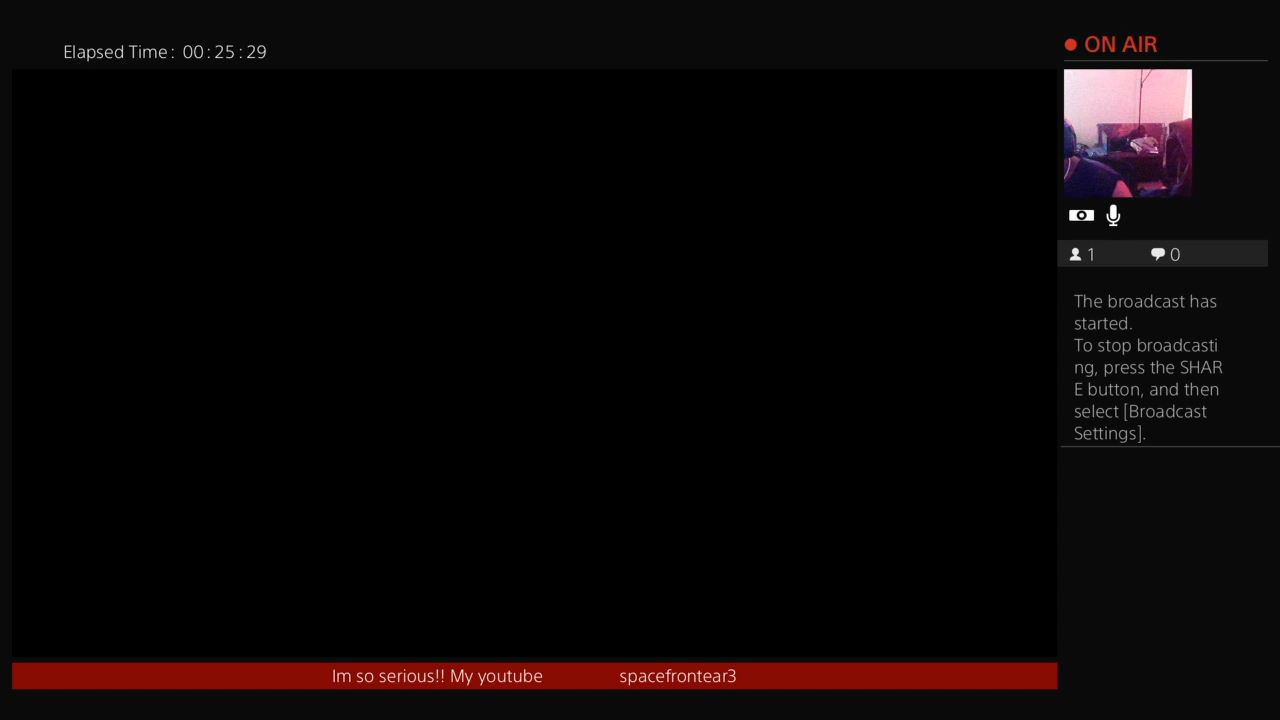 Elapsed Time: 00:25:29
ON AIR
1 0
The broadcast has
started.
To stop broadcasti
ng, press the SHAR
E button, and then
select [Broadcast
Settings].
Im so serious!! My youtube spacefrontear3